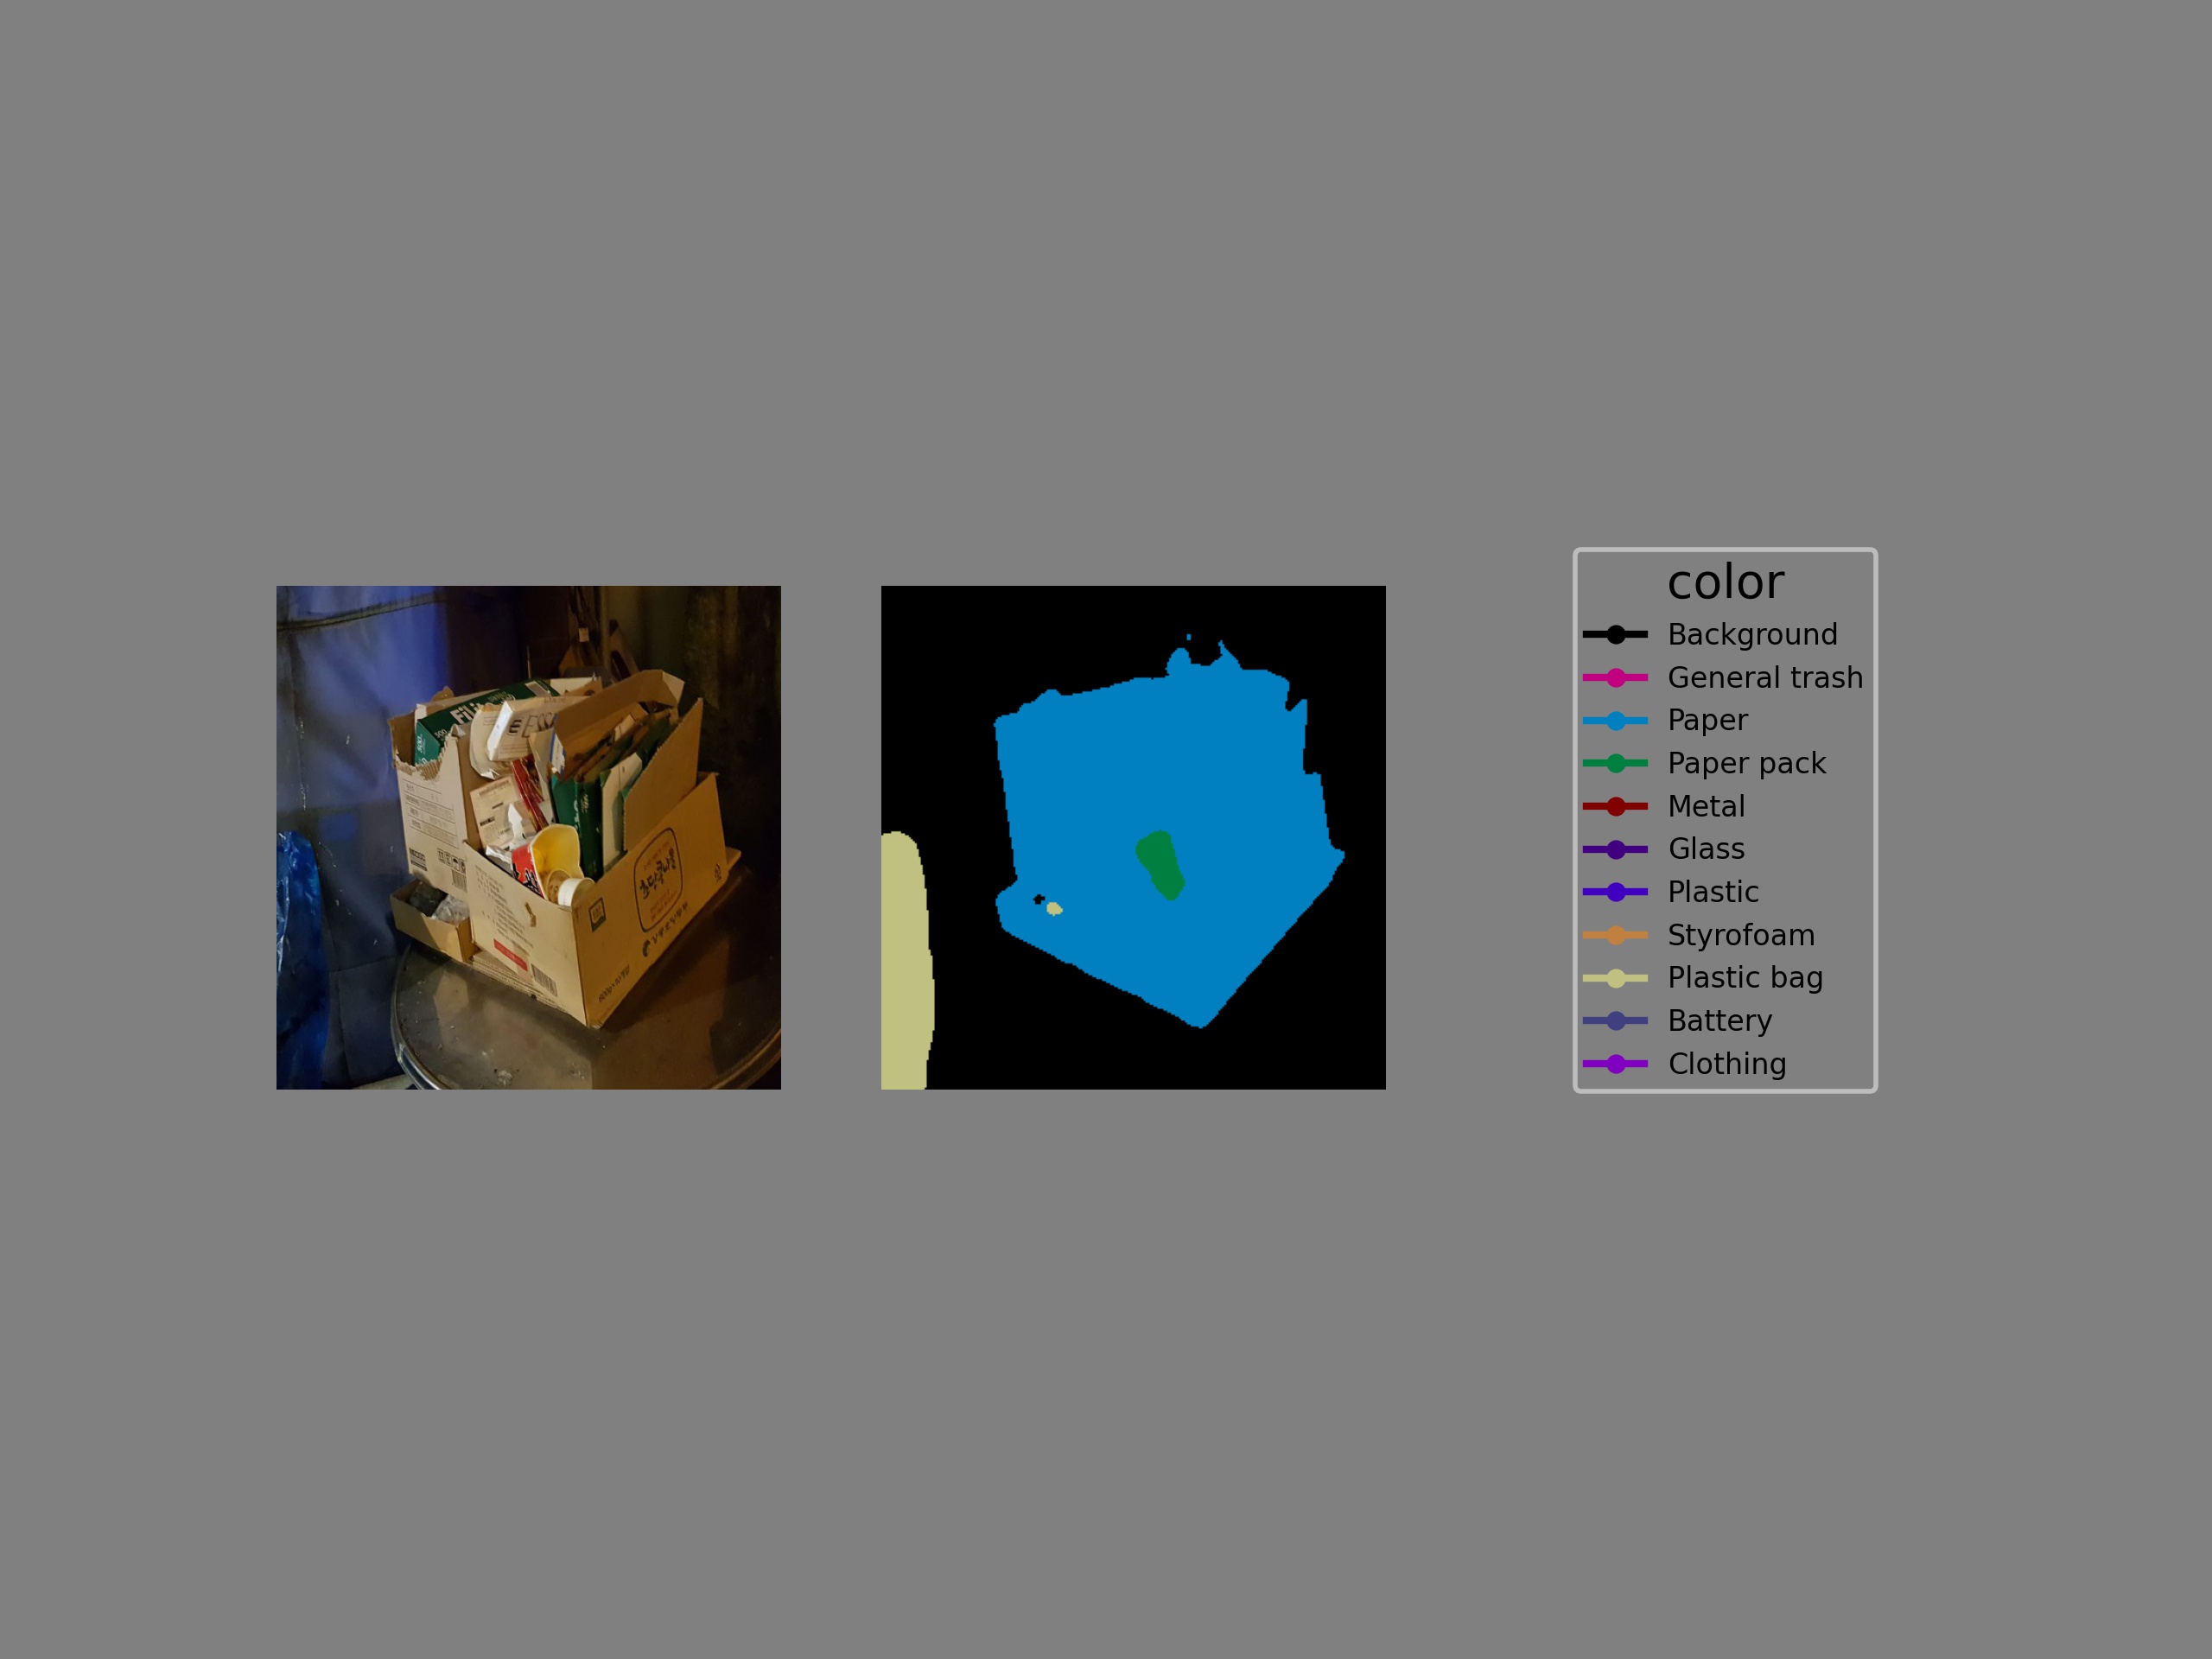 color
Background
General trash
Paper
Paper pack
Metal
Glass
Plastic
Styrofoam
Plastic bag
Battery
Clothing